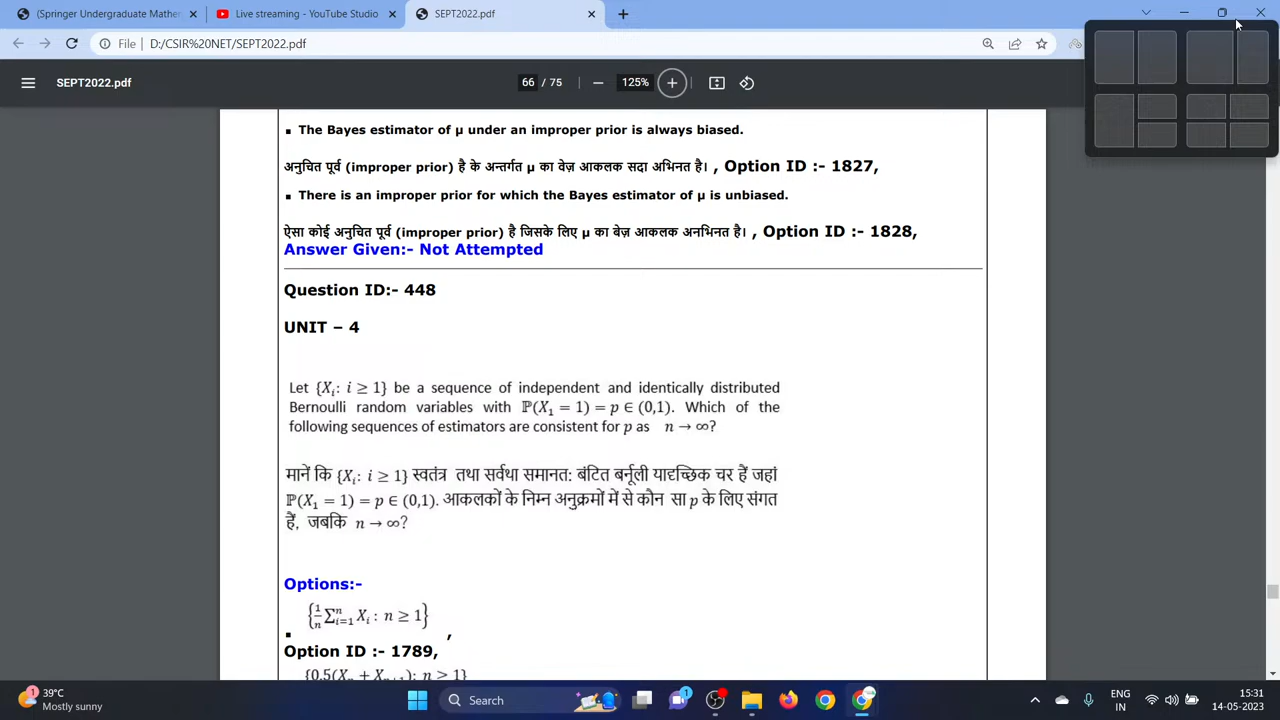 (Springer Undergraduate Mather
Live streaming - YouTube Studio
SEPT2022.pdf
File
D:/CSIR%20NET/SEPT2022.pdf
SEPT2022.pdf
66 / 75
125%
▪ The Bayes estimator of μ under an improper prior is always biased.
अनुचित पूर्व (improper prior) है के अन्तर्गत μ का बेज़ आकलक सदा अभिनत है। , Option ID :- 1827,
▪ There is an improper prior for which the Bayes estimator of μ is unbiased.
ऐसा कोई अनुचित पूर्व (improper prior) है जिसके लिए μ का बेज़ आकलक अनभिनत है। , Option ID :- 1828,
Answer Given:- Not Attempted
Question ID:- 448
UNIT – 4
Let {Xᵢ: i ≥ 1} be a sequence of independent and identically distributed
Bernoulli random variables with ℙ(X₁ = 1) = p ∈ (0,1). Which of the
following sequences of estimators are consistent for p as n → ∞?
मानें कि {Xᵢ: i ≥ 1} स्वतंत्र तथा सर्वथा समानत: बंटित बर्नूली यादृच्छिक चर हैं जहां
ℙ(X₁ = 1) = p ∈ (0,1). आकलकों के निम्न अनुक्रमों में से कौन सा p के लिए संगत
हैं, जबकि n → ∞?
Options:-
▪ {1/n ∑ⁿᵢ₌₁ Xᵢ : n ≥ 1} ,
Option ID :- 1789,
{0.5(Xₙ + Xₙ₊₁): n ≥ 1}
39°C
Mostly sunny
Search
ENG
IN
15:31
14-05-2023